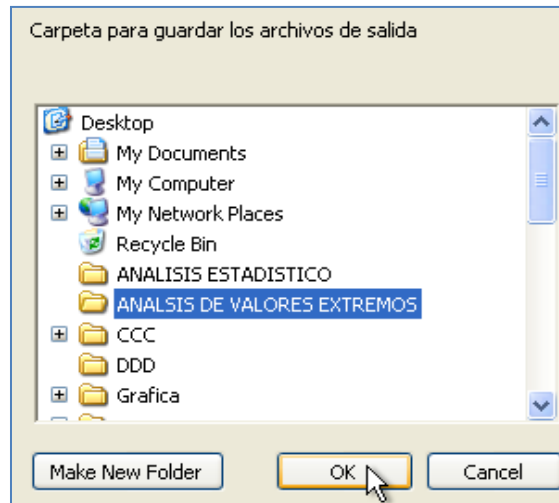 Carpeta para guardar los archivos de salida
Desktop
My Documents
My Computer
My Network Places
Recycle Bin
ANALISIS ESTADISTICO
ANALSIS DE VALORES EXTREMOS
CCC
DDD
Grafica
Make New Folder
OK
Cancel